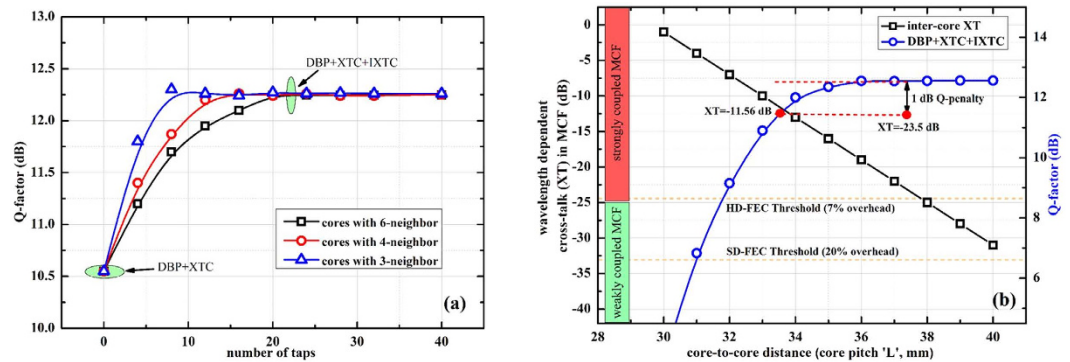 (a)
12.5
12.0
11.5
11.0
10.5
10.0
Q-factor (dB)
DBP+XTC+IXTC
DBP+XTC
cores with 6-neighbor
cores with 4-neighbor
cores with 3-neighbor
0
10
20
30
40
number of taps
(b)
0
-5
-10
-15
-20
-25
-30
-35
-40
wavelength dependent
cross-talk (XT) in MCF (dB)
strongly coupled MCF
weakly coupled MCF
inter-core XT
DBP+XTC+IXTC
XT=-11.56 dB
1 dB Q-penalty
XT=-23.5 dB
HD-FEC Threshold (7% overhead)
SD-FEC Threshold (20% overhead)
14
12
10
8
6
Q-factor (dB)
28
30
32
34
36
38
40
core-to-core distance (core pitch 'L', mm)